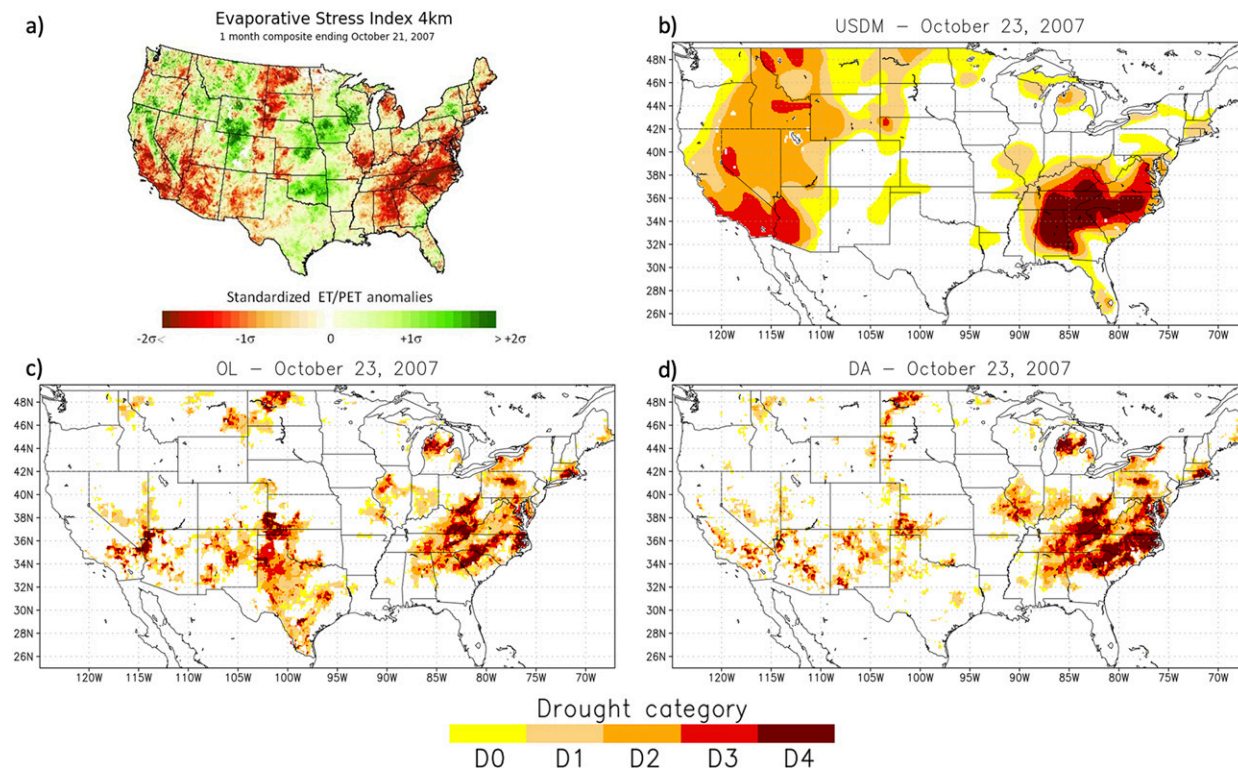 a)
Evaporative Stress Index 4km
1 month composite ending October 21, 2007
Standardized ET/PET anomalies
-2σ< -1σ 0 +1σ > +2σ
b)
USDM – October 23, 2007
48N
46N
44N
42N
40N
38N
36N
34N
32N
30N
28N
26N
120W 115W 110W 105W 100W 95W 90W 85W 80W 75W 70W
c)
OL – October 23, 2007
48N
46N
44N
42N
40N
38N
36N
34N
32N
30N
28N
26N
120W 115W 110W 105W 100W 95W 90W 85W 80W 75W 70W
d)
DA – October 23, 2007
48N
46N
44N
42N
40N
38N
36N
34N
32N
30N
28N
26N
120W 115W 110W 105W 100W 95W 90W 85W 80W 75W 70W
Drought category
D0 D1 D2 D3 D4